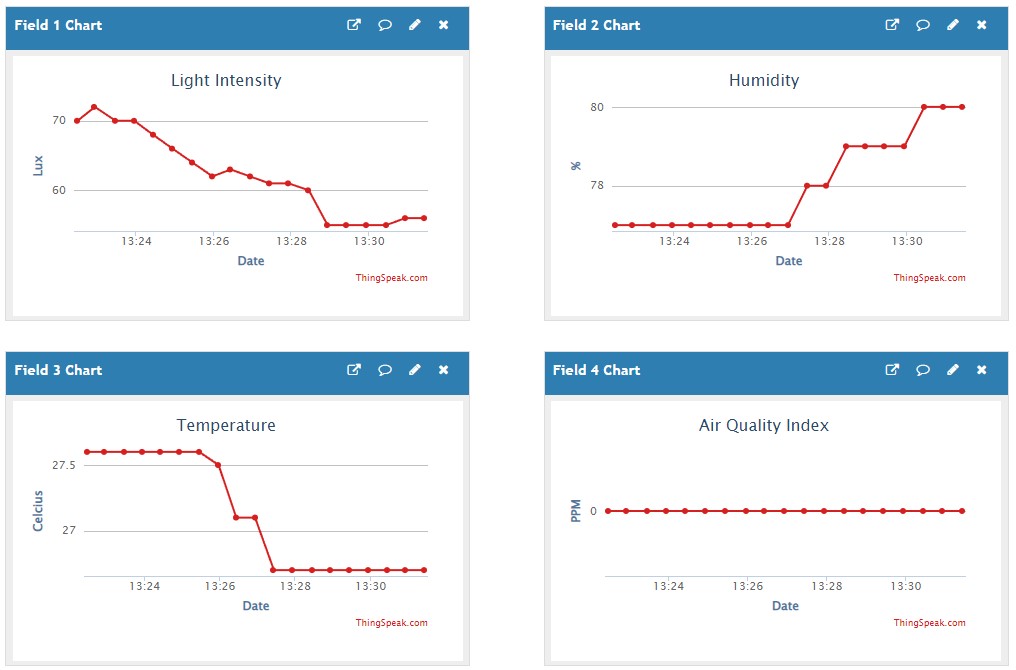 Field 1 Chart
Light Intensity
70
60
Lux
13:24 13:26 13:28 13:30
Date
ThingSpeak.com
Field 2 Chart
Humidity
80
78
%
13:24 13:26 13:28 13:30
Date
ThingSpeak.com
Field 3 Chart
Temperature
27.5
27
Celcius
13:24 13:26 13:28 13:30
Date
ThingSpeak.com
Field 4 Chart
Air Quality Index
0
PPM
13:24 13:26 13:28 13:30
Date
ThingSpeak.com